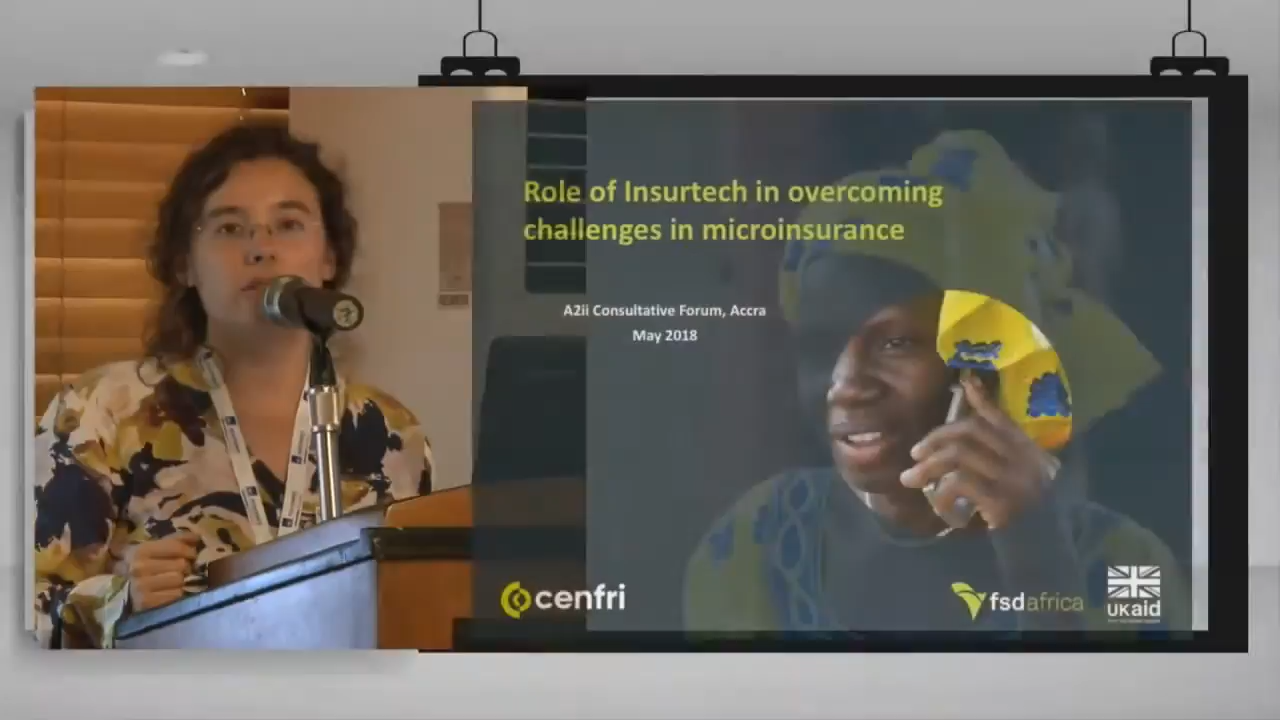 Role of Insurtech in overcoming
challenges in microinsurance
A2ii Consultative Forum, Accra
May 2018
cenfri
fsdafrica
UKaid